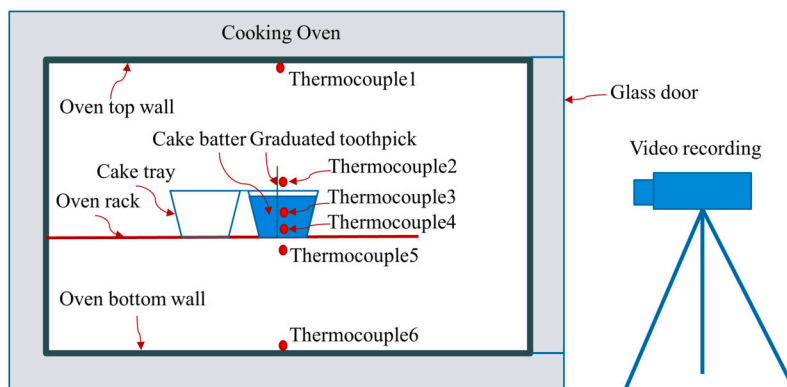 Cooking Oven
Thermocouple1
Oven top wall
Glass door
Cake batter Graduated toothpick
Video recording
Cake tray
Thermocouple2
Oven rack
Thermocouple3
Thermocouple4
Thermocouple5
Oven bottom wall
Thermocouple6